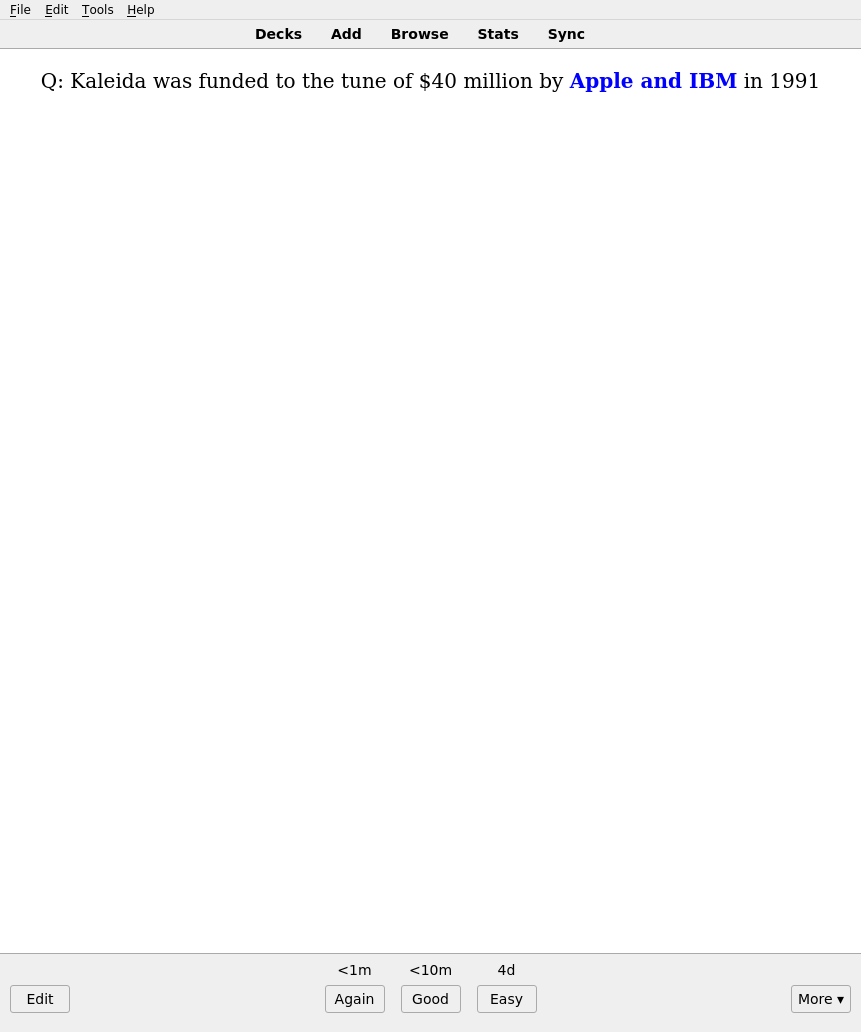 File Edit Tools Help
Decks Add Browse Stats Sync
Q: Kaleida was funded to the tune of $40 million by Apple and IBM in 1991
<1m <10m 4d
Edit Again Good Easy More ▾